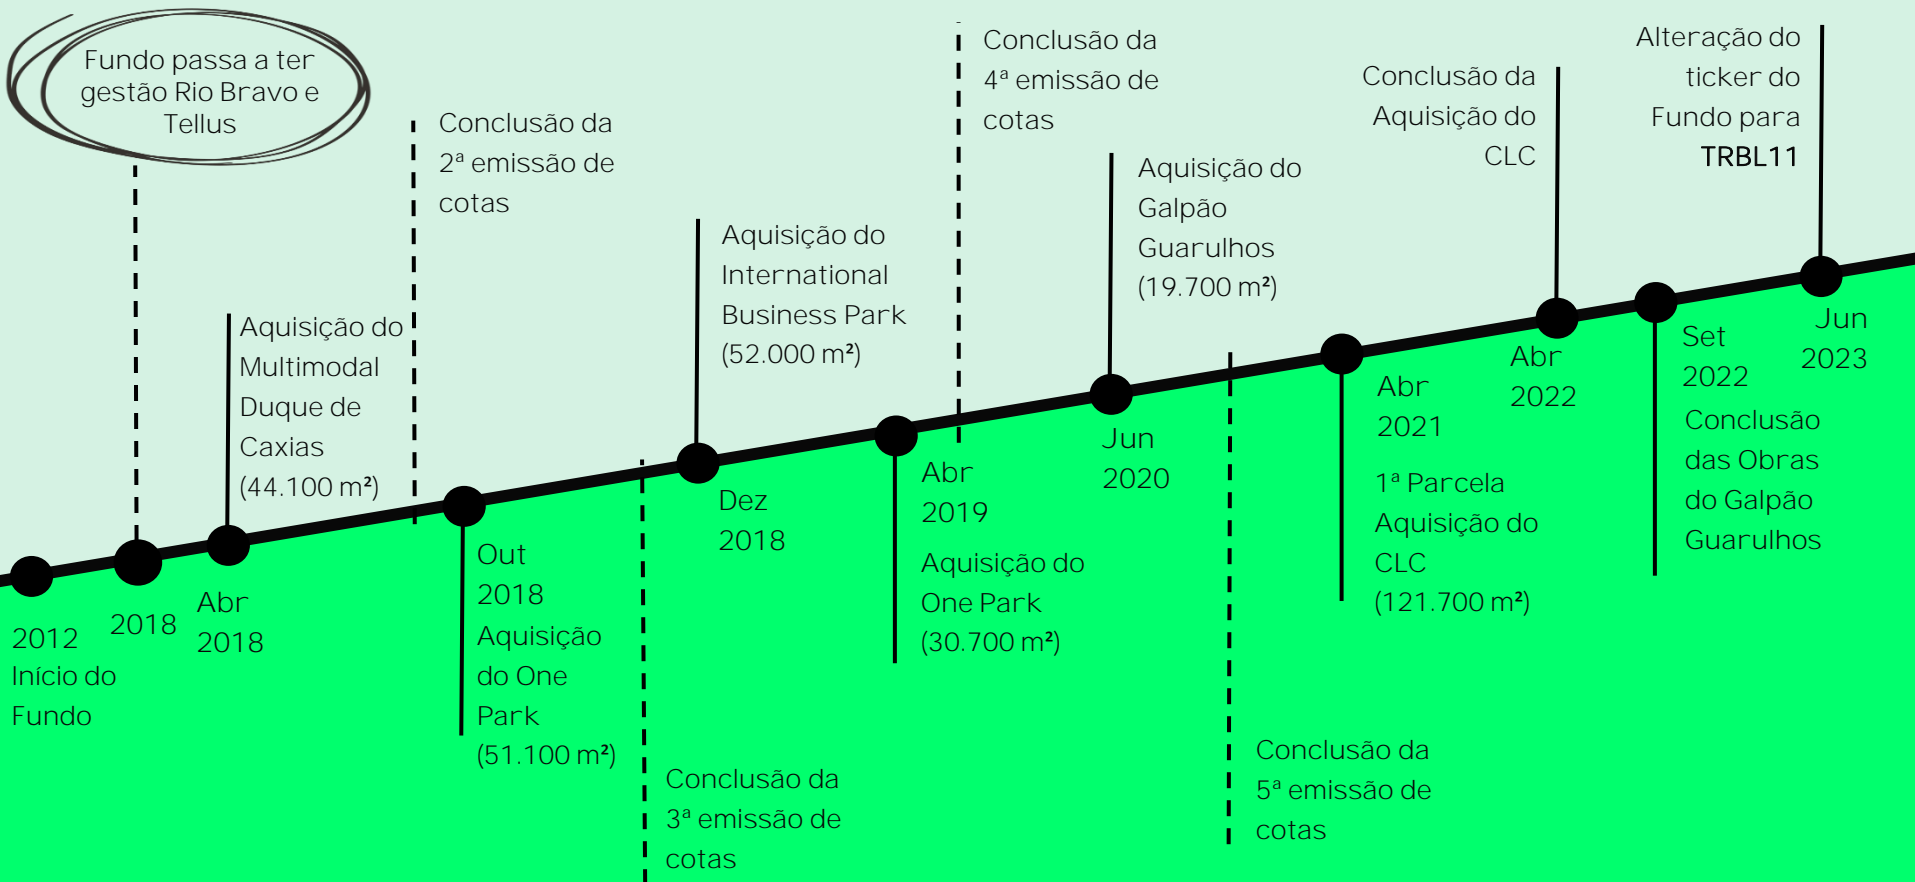 Fundo passa a ter
gestão Rio Bravo e
Tellus
2012
Início do
Fundo
2018
Abr
2018
Aquisição do
Multimodal
Duque de
Caxias
(44.100 m²)
Conclusão da
2ª emissão de
cotas
Out
2018
Aquisição
do One
Park
(51.100 m²)
Conclusão da
3ª emissão de
cotas
Aquisição do
International
Business Park
(52.000 m²)
Dez
2018
Abr
2019
Aquisição do
One Park
(30.700 m²)
Conclusão da
4ª emissão de
cotas
Aquisição do
Galpão
Guarulhos
(19.700 m²)
Jun
2020
Conclusão da
5ª emissão de
cotas
Abr
2021
1ª Parcela
Aquisição do
CLC
(121.700 m²)
Conclusão da
Aquisição do
CLC
Abr
2022
Set
2022
Conclusão
das Obras
do Galpão
Guarulhos
Alteração do
ticker do
Fundo para
TRBL11
Jun
2023